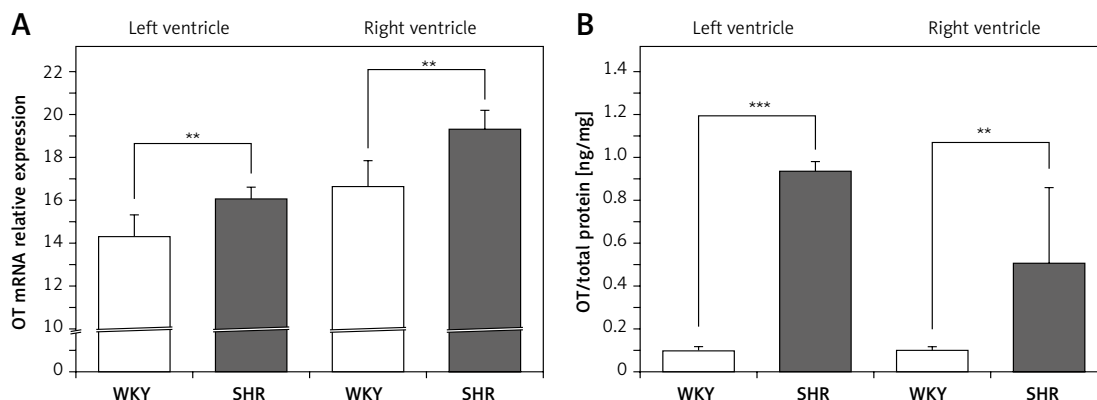 A
Left ventricle
Right ventricle
OT mRNA relative expression
22
20
18
16
14
12
10
0
**
**
WKY
SHR
WKY
SHR
B
Left ventricle
Right ventricle
OT/total protein [ng/mg]
1.4
1.2
1.0
0.8
0.6
0.4
0.2
0
***
**
WKY
SHR
WKY
SHR